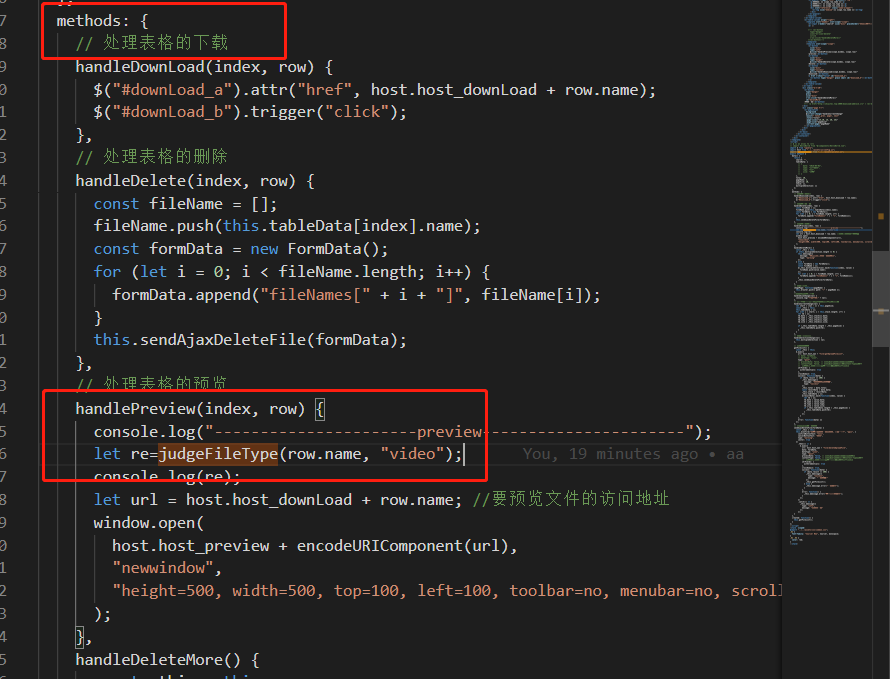 methods: {
// 处理表格的下载
handleDownLoad(index, row) {
$("#downLoad_a").attr("href", host.host_downLoad + row.name);
$("#downLoad_b").trigger("click");
},
// 处理表格的删除
handleDelete(index, row) {
const fileName = [];
fileName.push(this.tableData[index].name);
const formData = new FormData();
for (let i = 0; i < fileName.length; i++) {
formData.append("fileNames[" + i + "]", fileName[i]);
}
this.sendAjaxDeleteFile(formData);
},
// 处理表格的预览
handlePreview(index, row) {
console.log("----------------------preview----------------------");
let re=judgeFileType(row.name, "video"); You, 19 minutes ago • aa
console.log(re);
let url = host.host_downLoad + row.name; //要预览文件的访问地址
window.open(
host.host_preview + encodeURIComponent(url),
"newwindow",
"height=500, width=500, top=100, left=100, toolbar=no, menubar=no, scroll
);
},
handleDeleteMore() {